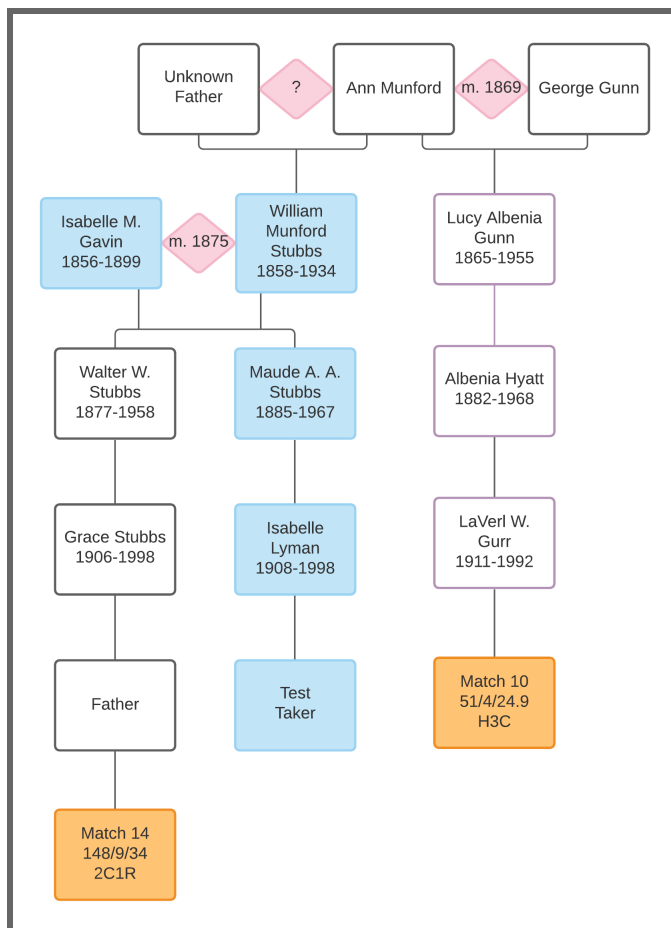 Unknown
Father
?
Ann Munford
m. 1869
George Gunn
Isabelle M.
Gavin
1856-1899
m. 1875
William
Munford
Stubbs
1858-1934
Lucy Albenia
Gunn
1865-1955
Walter W.
Stubbs
1877-1958
Maude A. A.
Stubbs
1885-1967
Albenia Hyatt
1882-1968
Grace Stubbs
1906-1998
Isabelle
Lyman
1908-1998
LaVerl W.
Gurr
1911-1992
Father
Test
Taker
Match 10
51/4/24.9
H3C
Match 14
148/9/34
2C1R